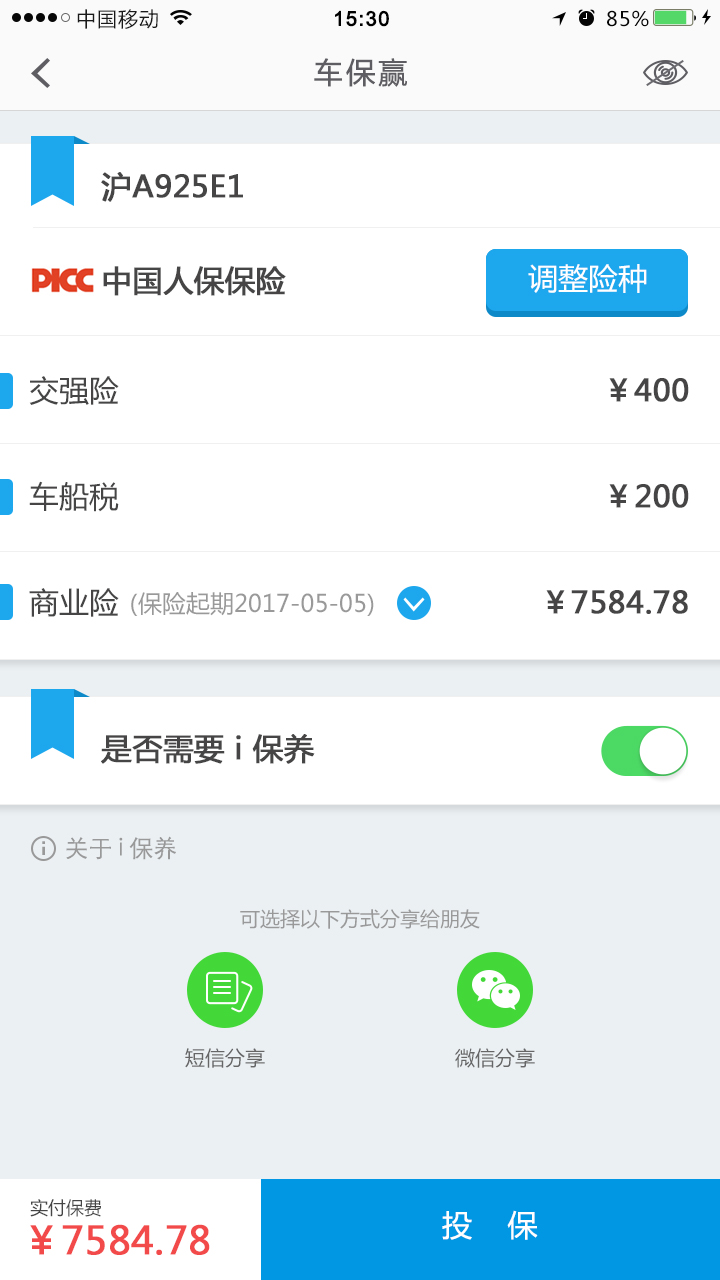 中国移动 15:30 85%
车保赢
沪A925E1
PICC 中国人保保险 调整险种
交强险 ¥400
车船税 ¥200
商业险 (保险起期2017-05-05) ¥7584.78
是否需要 i 保养
关于 i 保养
可选择以下方式分享给朋友
短信分享 微信分享
实付保费
¥7584.78
投 保